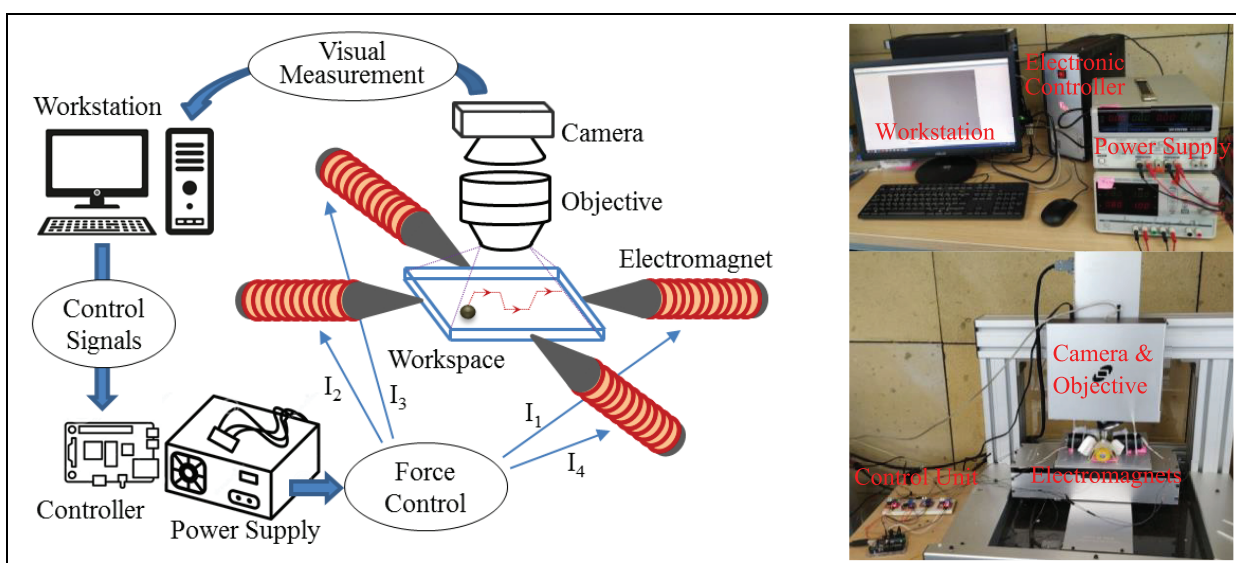 Visual
Measurement
Workstation
Camera
Objective
Electromagnet
Control
Signals
Workspace
I₂
I₃
I₁
I₄
Controller
Power Supply
Force
Control
Electronic
Controller
Workstation
Power Supply
Camera &
Objective
Control Unit
Electromagnets